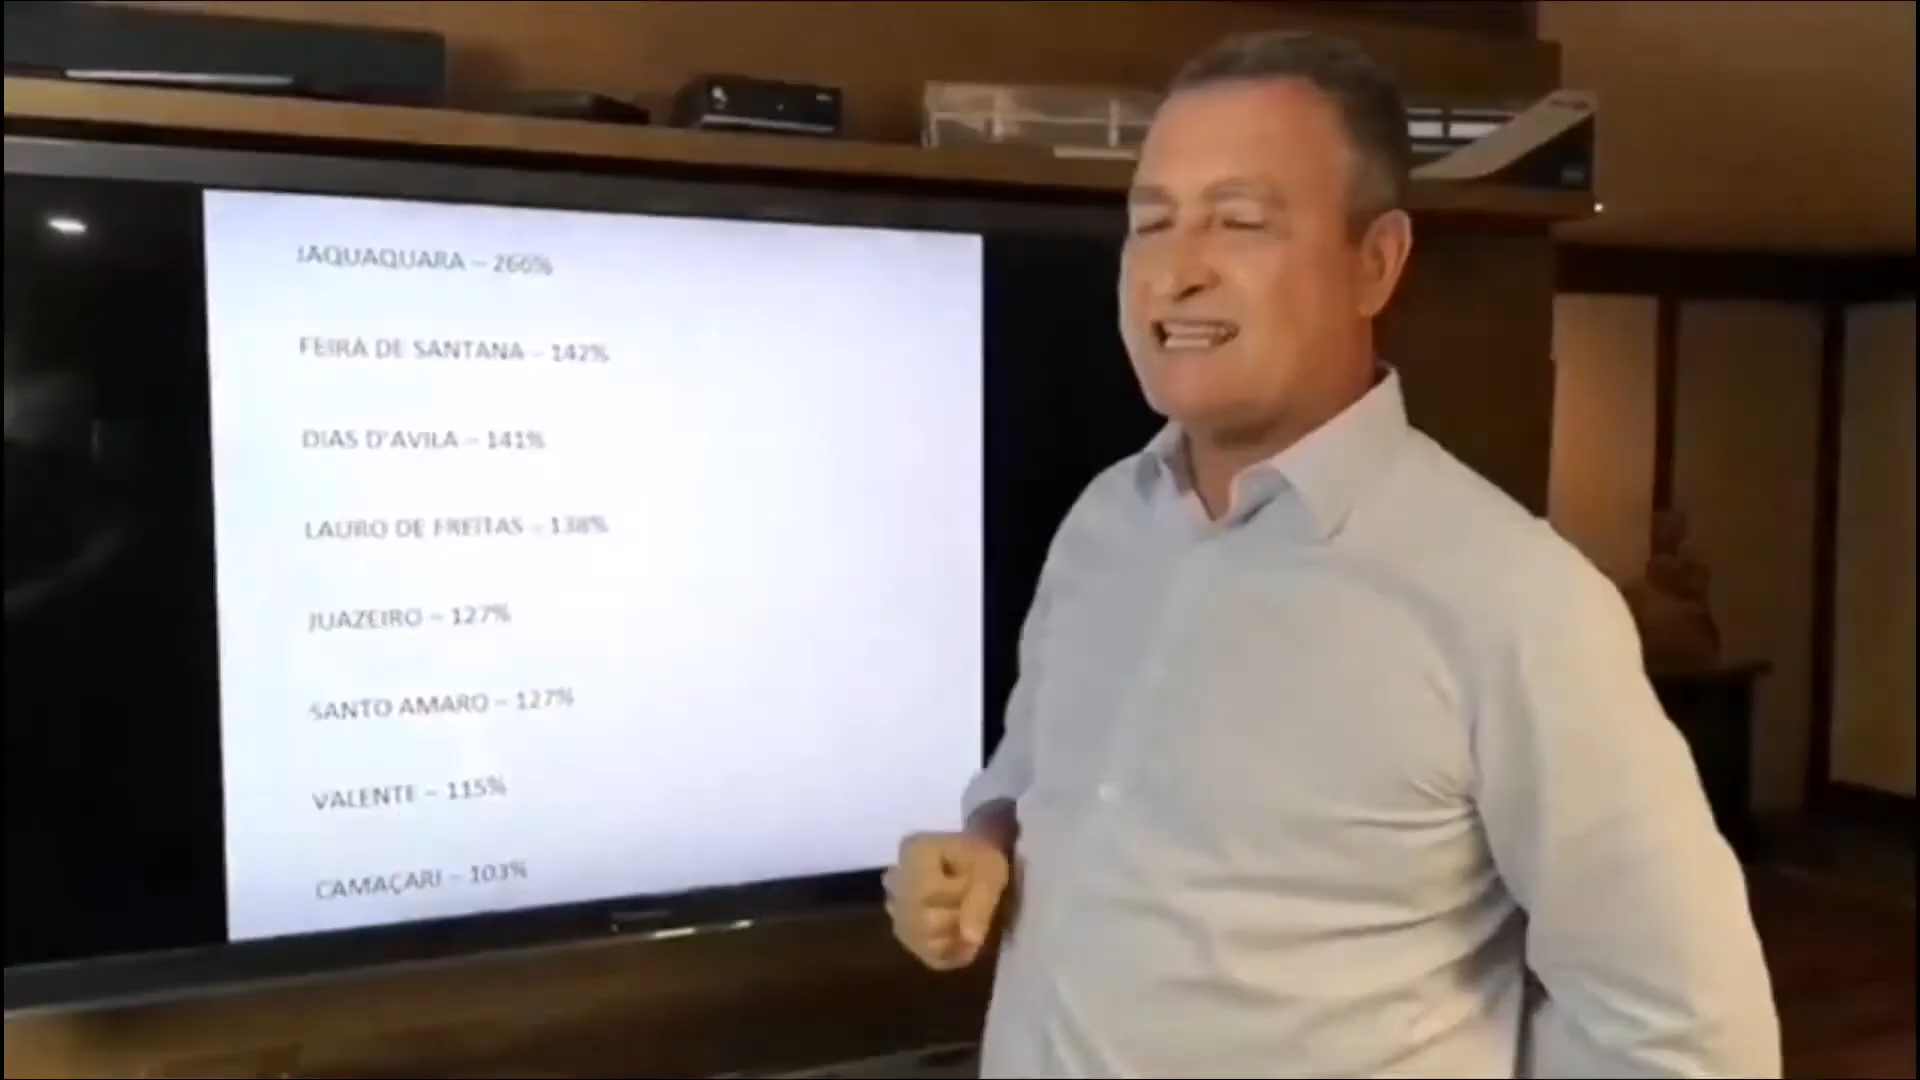 JAQUAQUARA – 260%
FEIRA DE SANTANA – 142%
DIAS D'AVILA – 141%
LAURO DE FREITAS – 138%
JUAZEIRO – 127%
SANTO AMARO – 127%
VALENTE – 115%
CAMAÇARI – 103%